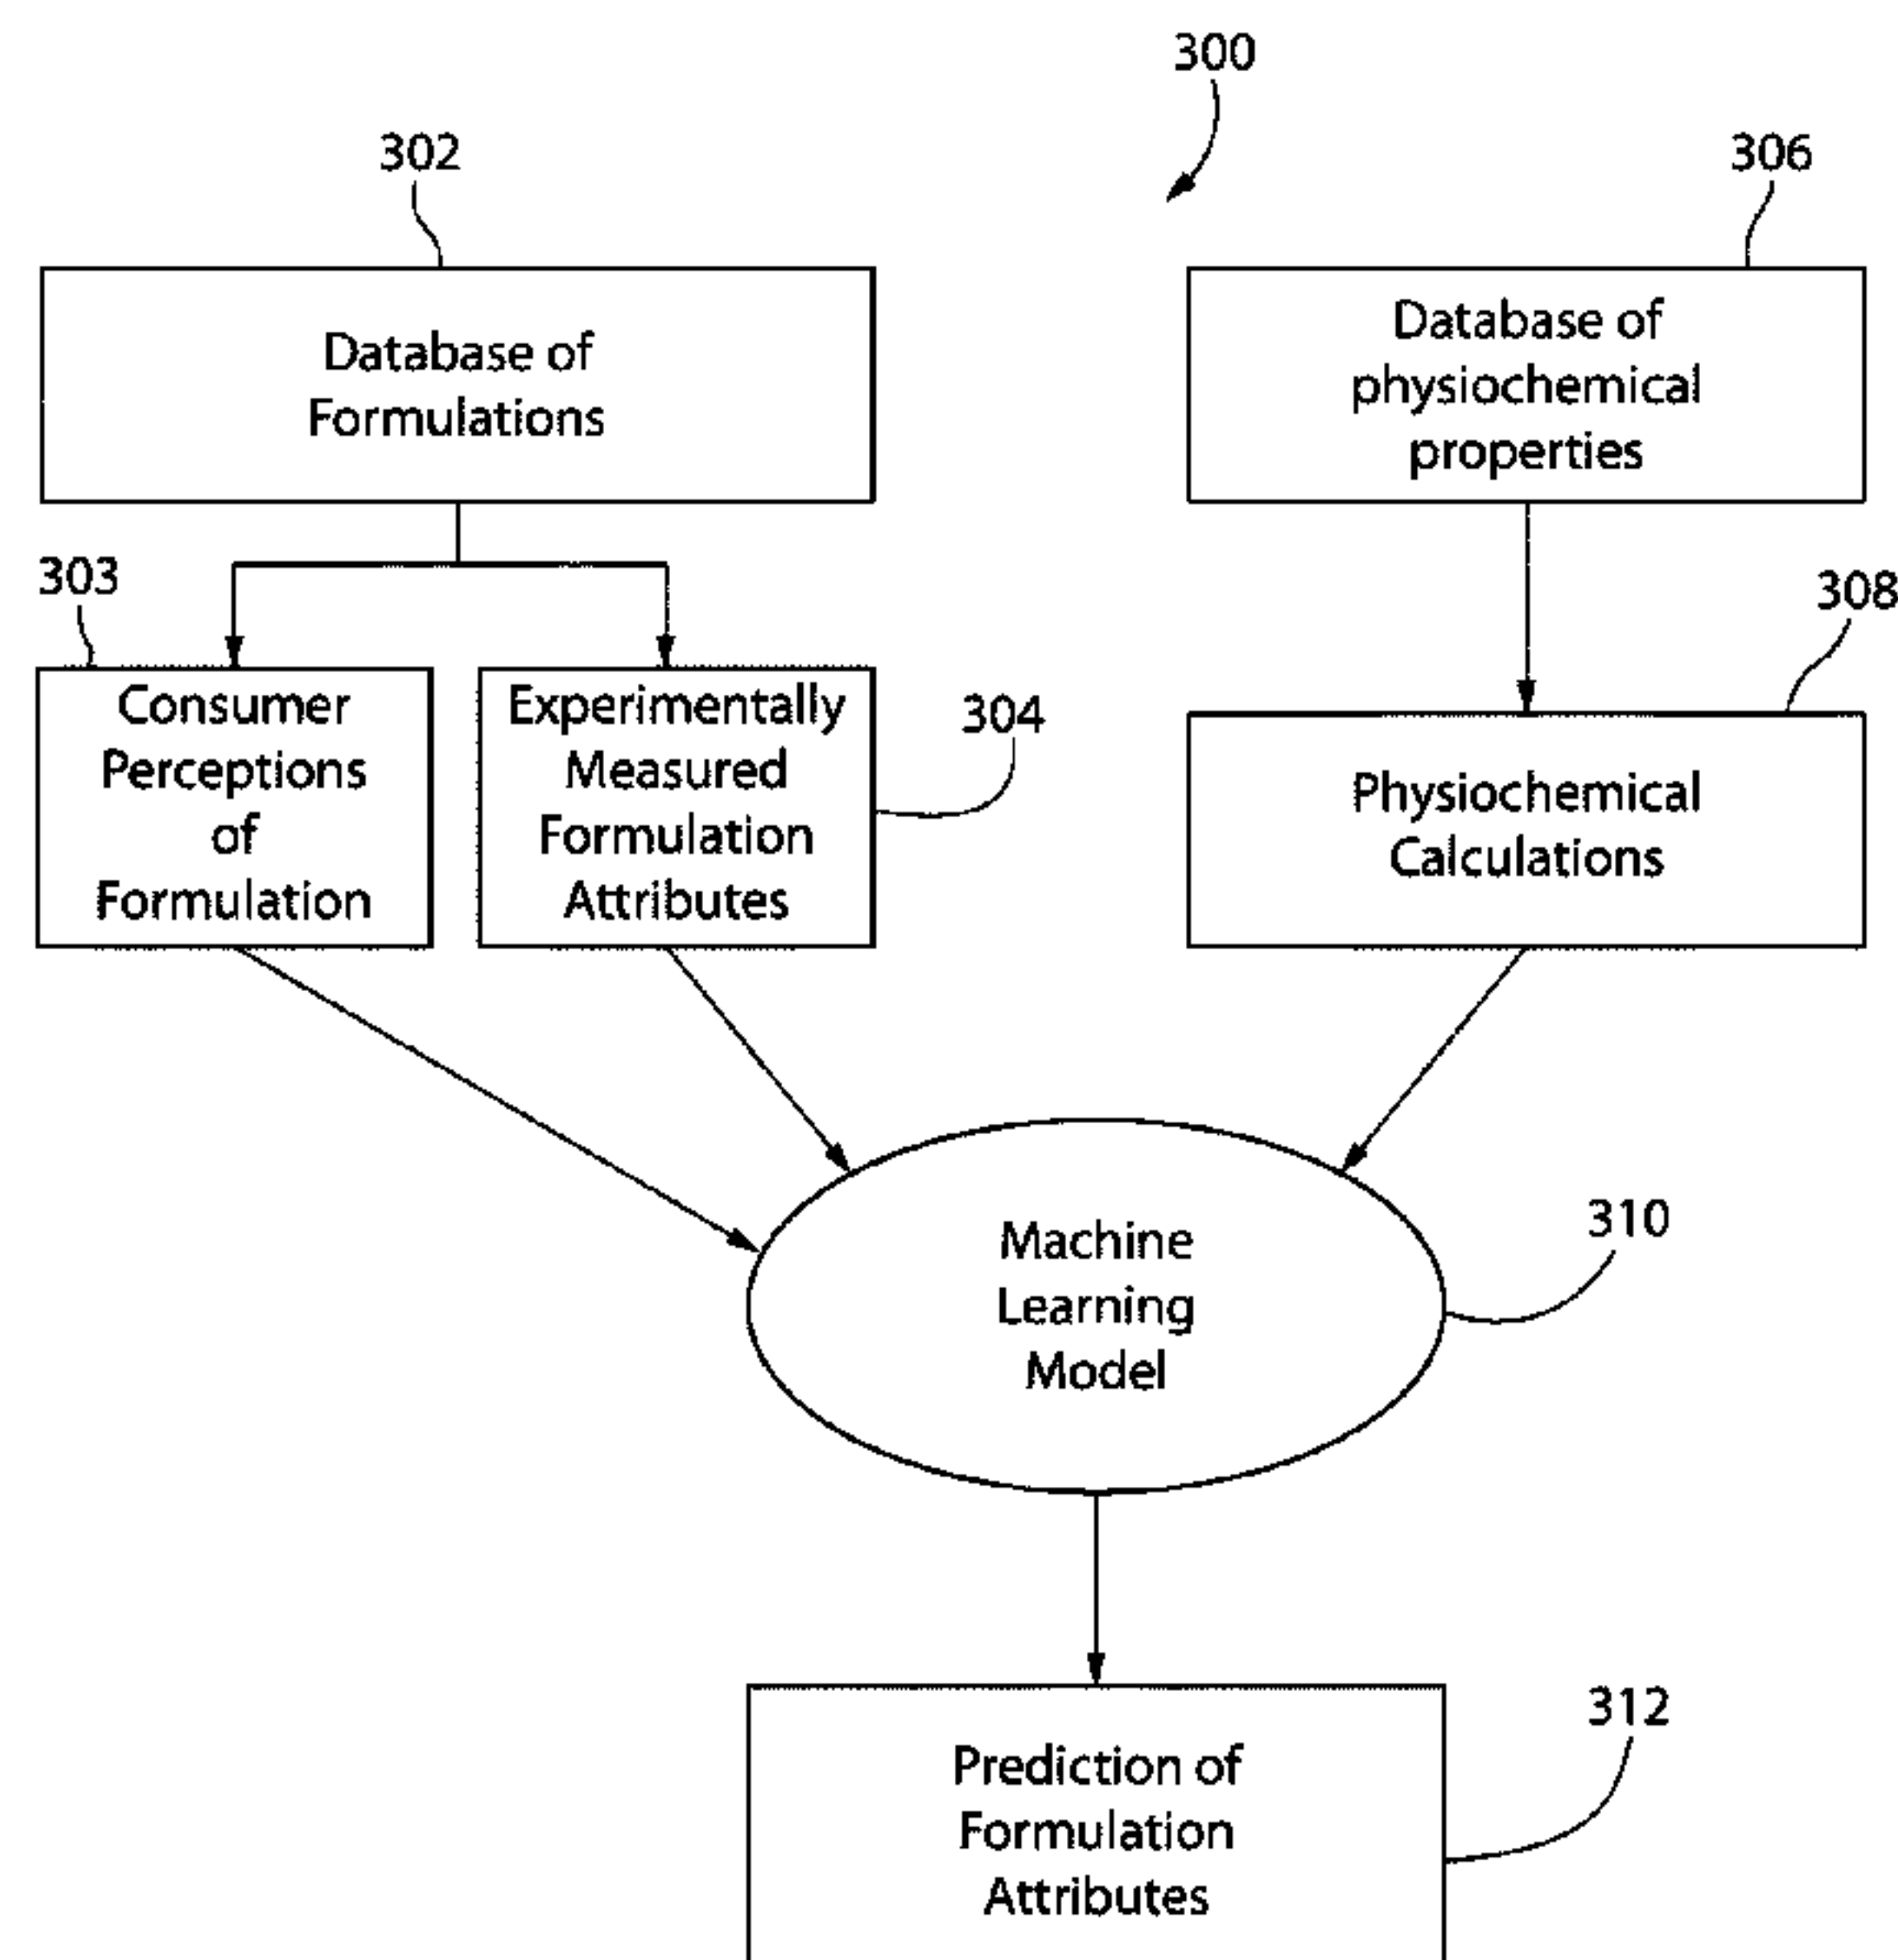 300
302
306
Database of
Formulations
Database of
physiochemical
properties
303
308
Consumer
Perceptions
of
Formulation
Experimentally
Measured
Formulation
Attributes
304
Physiochemical
Calculations
Machine
Learning
Model
310
312
Prediction of
Formulation
Attributes